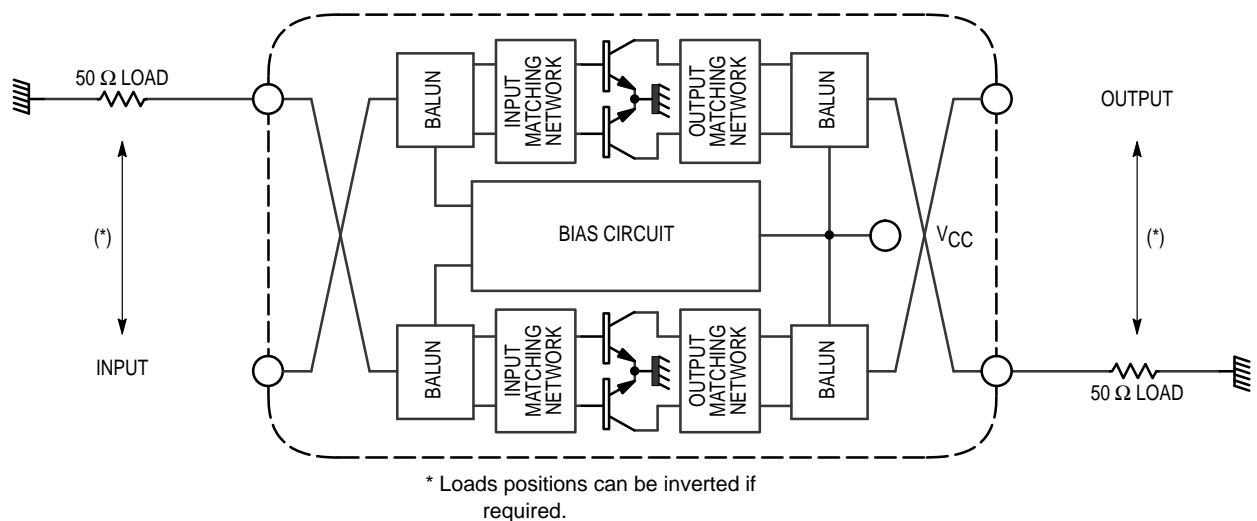 50 Ω LOAD
BALUN
INPUT
MATCHING
NETWORK
OUTPUT
MATCHING
NETWORK
BALUN
OUTPUT
(*)
BIAS CIRCUIT
VCC
(*)
INPUT
BALUN
INPUT
MATCHING
NETWORK
OUTPUT
MATCHING
NETWORK
BALUN
50 Ω LOAD
* Loads positions can be inverted if
required.